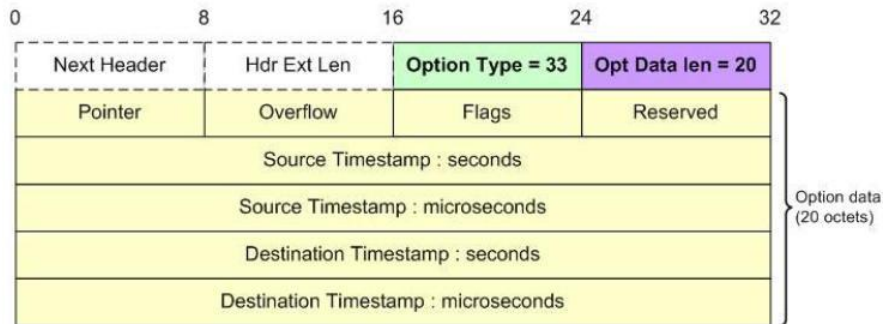 0 8 16 24 32
Next Header Hdr Ext Len Option Type = 33 Opt Data len = 20
Pointer Overflow Flags Reserved
Source Timestamp : seconds
Source Timestamp : microseconds
Option data
(20 octets)
Destination Timestamp : seconds
Destination Timestamp : microseconds